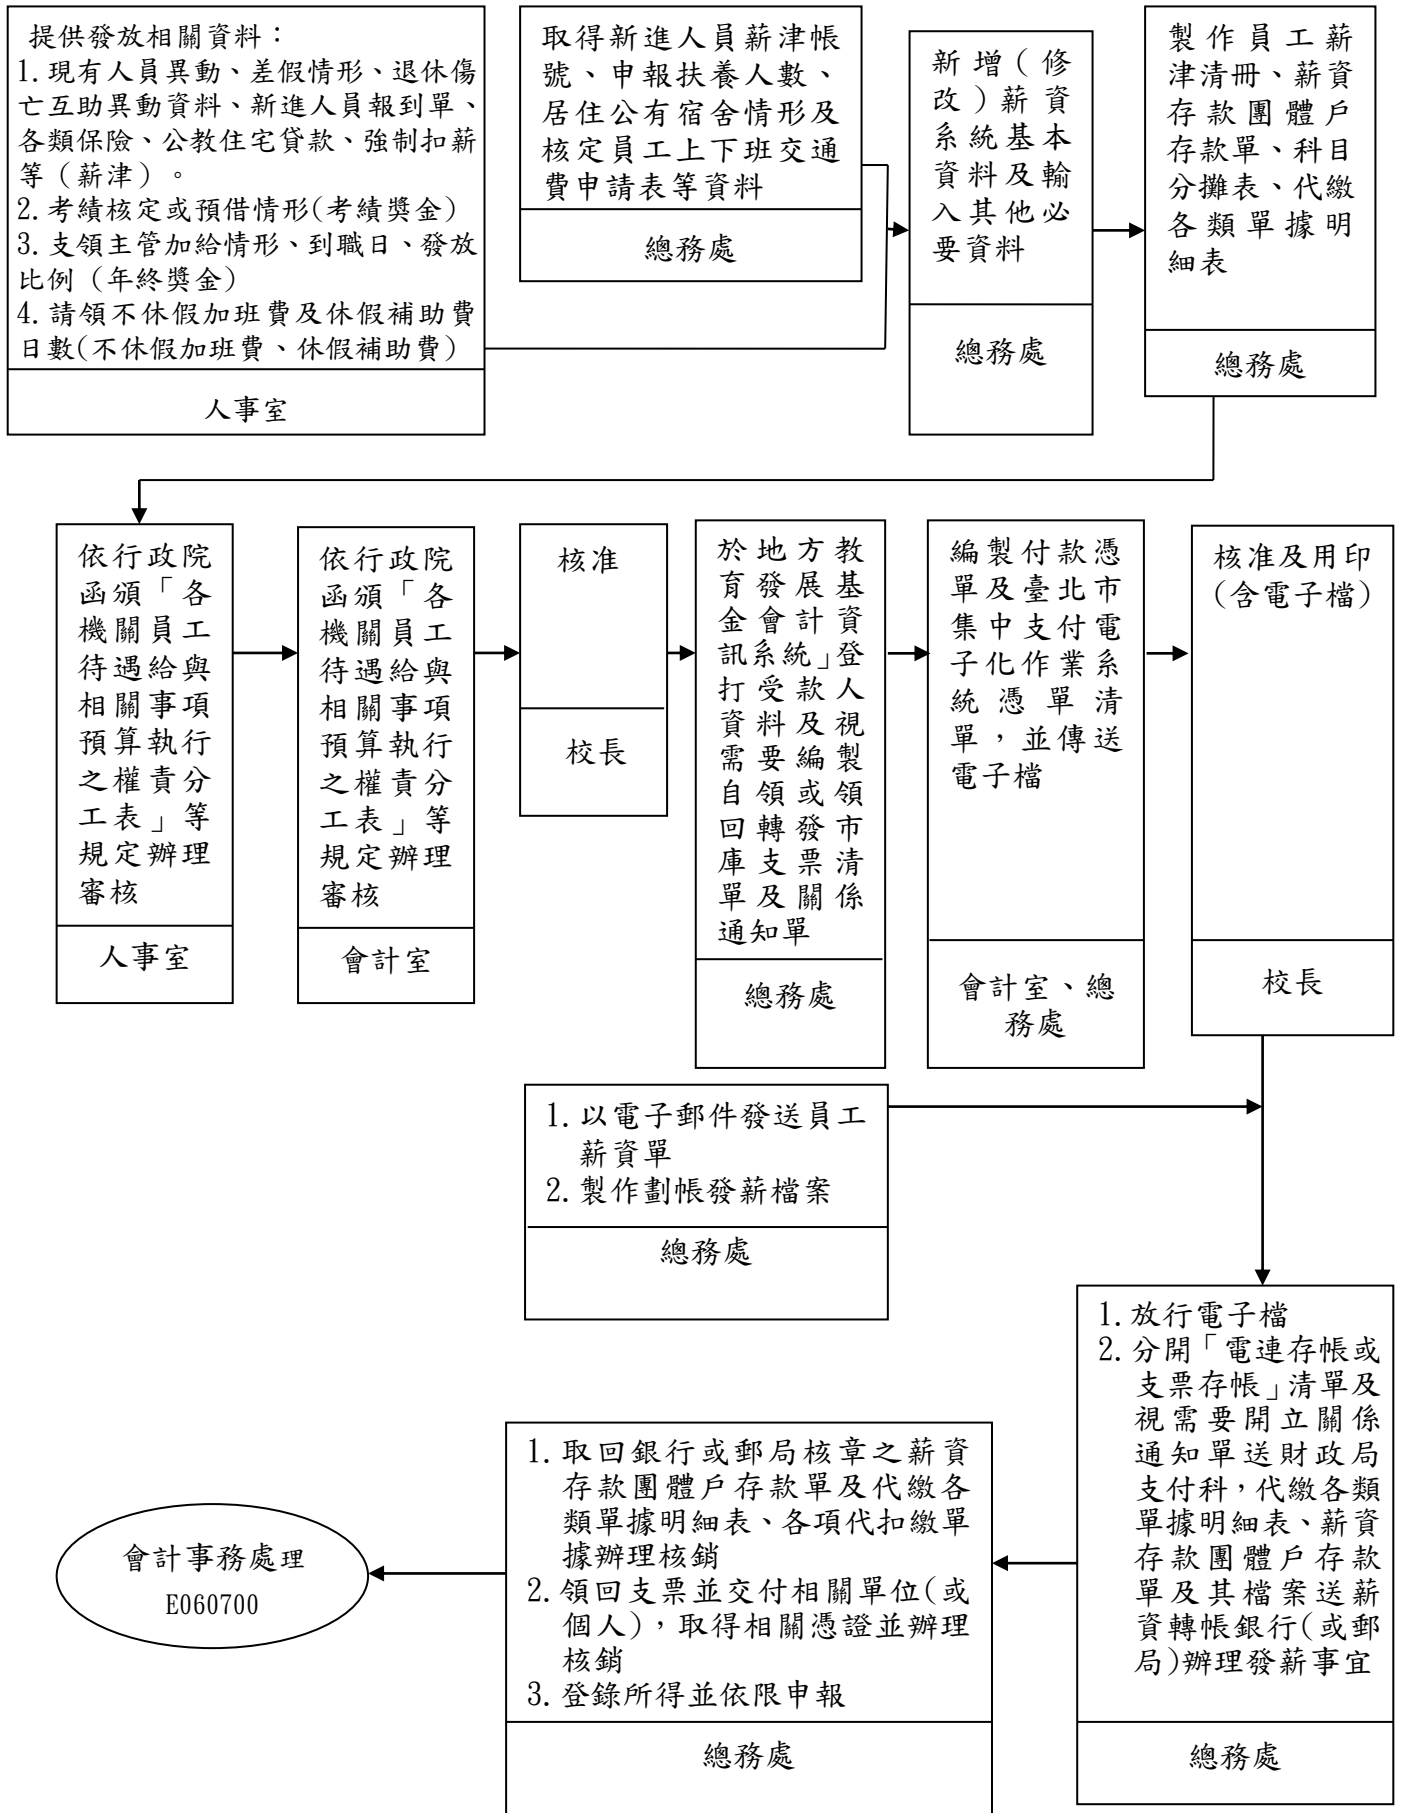 提供發放相關資料：
1.現有人員異動、差假情形、退休傷
亡互助異動資料、新進人員報到單、
各類保險、公教住宅貸款、強制扣薪
等（薪津）。
2.考績核定或預借情形(考績獎金)
3.支領主管加給情形、到職日、發放
比例（年終獎金)
4.請領不休假加班費及休假補助費
日數(不休假加班費、休假補助費)
人事室
取得新進人員薪津帳
號、申報扶養人數、
居住公有宿舍情形及
核定員工上下班交通
費申請表等資料
總務處
新增（修
改）薪資
系統基本
資料及輸
入其他必
要資料
總務處
製作員工薪
津清冊、薪資
存款團體戶
存款單、科目
分攤表、代繳
各類單據明
細表
總務處
依行政院
函頒「各
機關員工
待遇給與
相關事項
預算執行
之權責分
工表」等
規定辦理
審核
人事室
依行政院
函頒「各
機關員工
待遇給與
相關事項
預算執行
之權責分
工表」等
規定辦理
審核
會計室
核准
校長
於地方教
育發展基
金會計資
訊系統」登
打受款人
資料及視
需要編製
自領或領
回轉發市
庫支票清
單及關係
通知單
總務處
編製付款憑
單及臺北市
集中支付電
子化作業系
統憑單清
單，並傳送
電子檔
會計室、總
務處
核准及用印
（含電子檔）
校長
1.以電子郵件發送員工
薪資單
2.製作劃帳發薪檔案
總務處
1.放行電子檔
2.分開「電連存帳或
支票存帳」清單及
視需要開立關係
通知單送財政局
支付科，代繳各類
單據明細表、薪資
存款團體戶存款
單及其檔案送薪
資轉帳銀行(或郵
局)辦理發薪事宜
總務處
1.取回銀行或郵局核章之薪資
存款團體戶存款單及代繳各
類單據明細表、各項代扣繳單
據辦理核銷
2.領回支票並交付相關單位(或
個人)，取得相關憑證並辦理
核銷
3.登錄所得並依限申報
總務處
會計事務處理
E060700